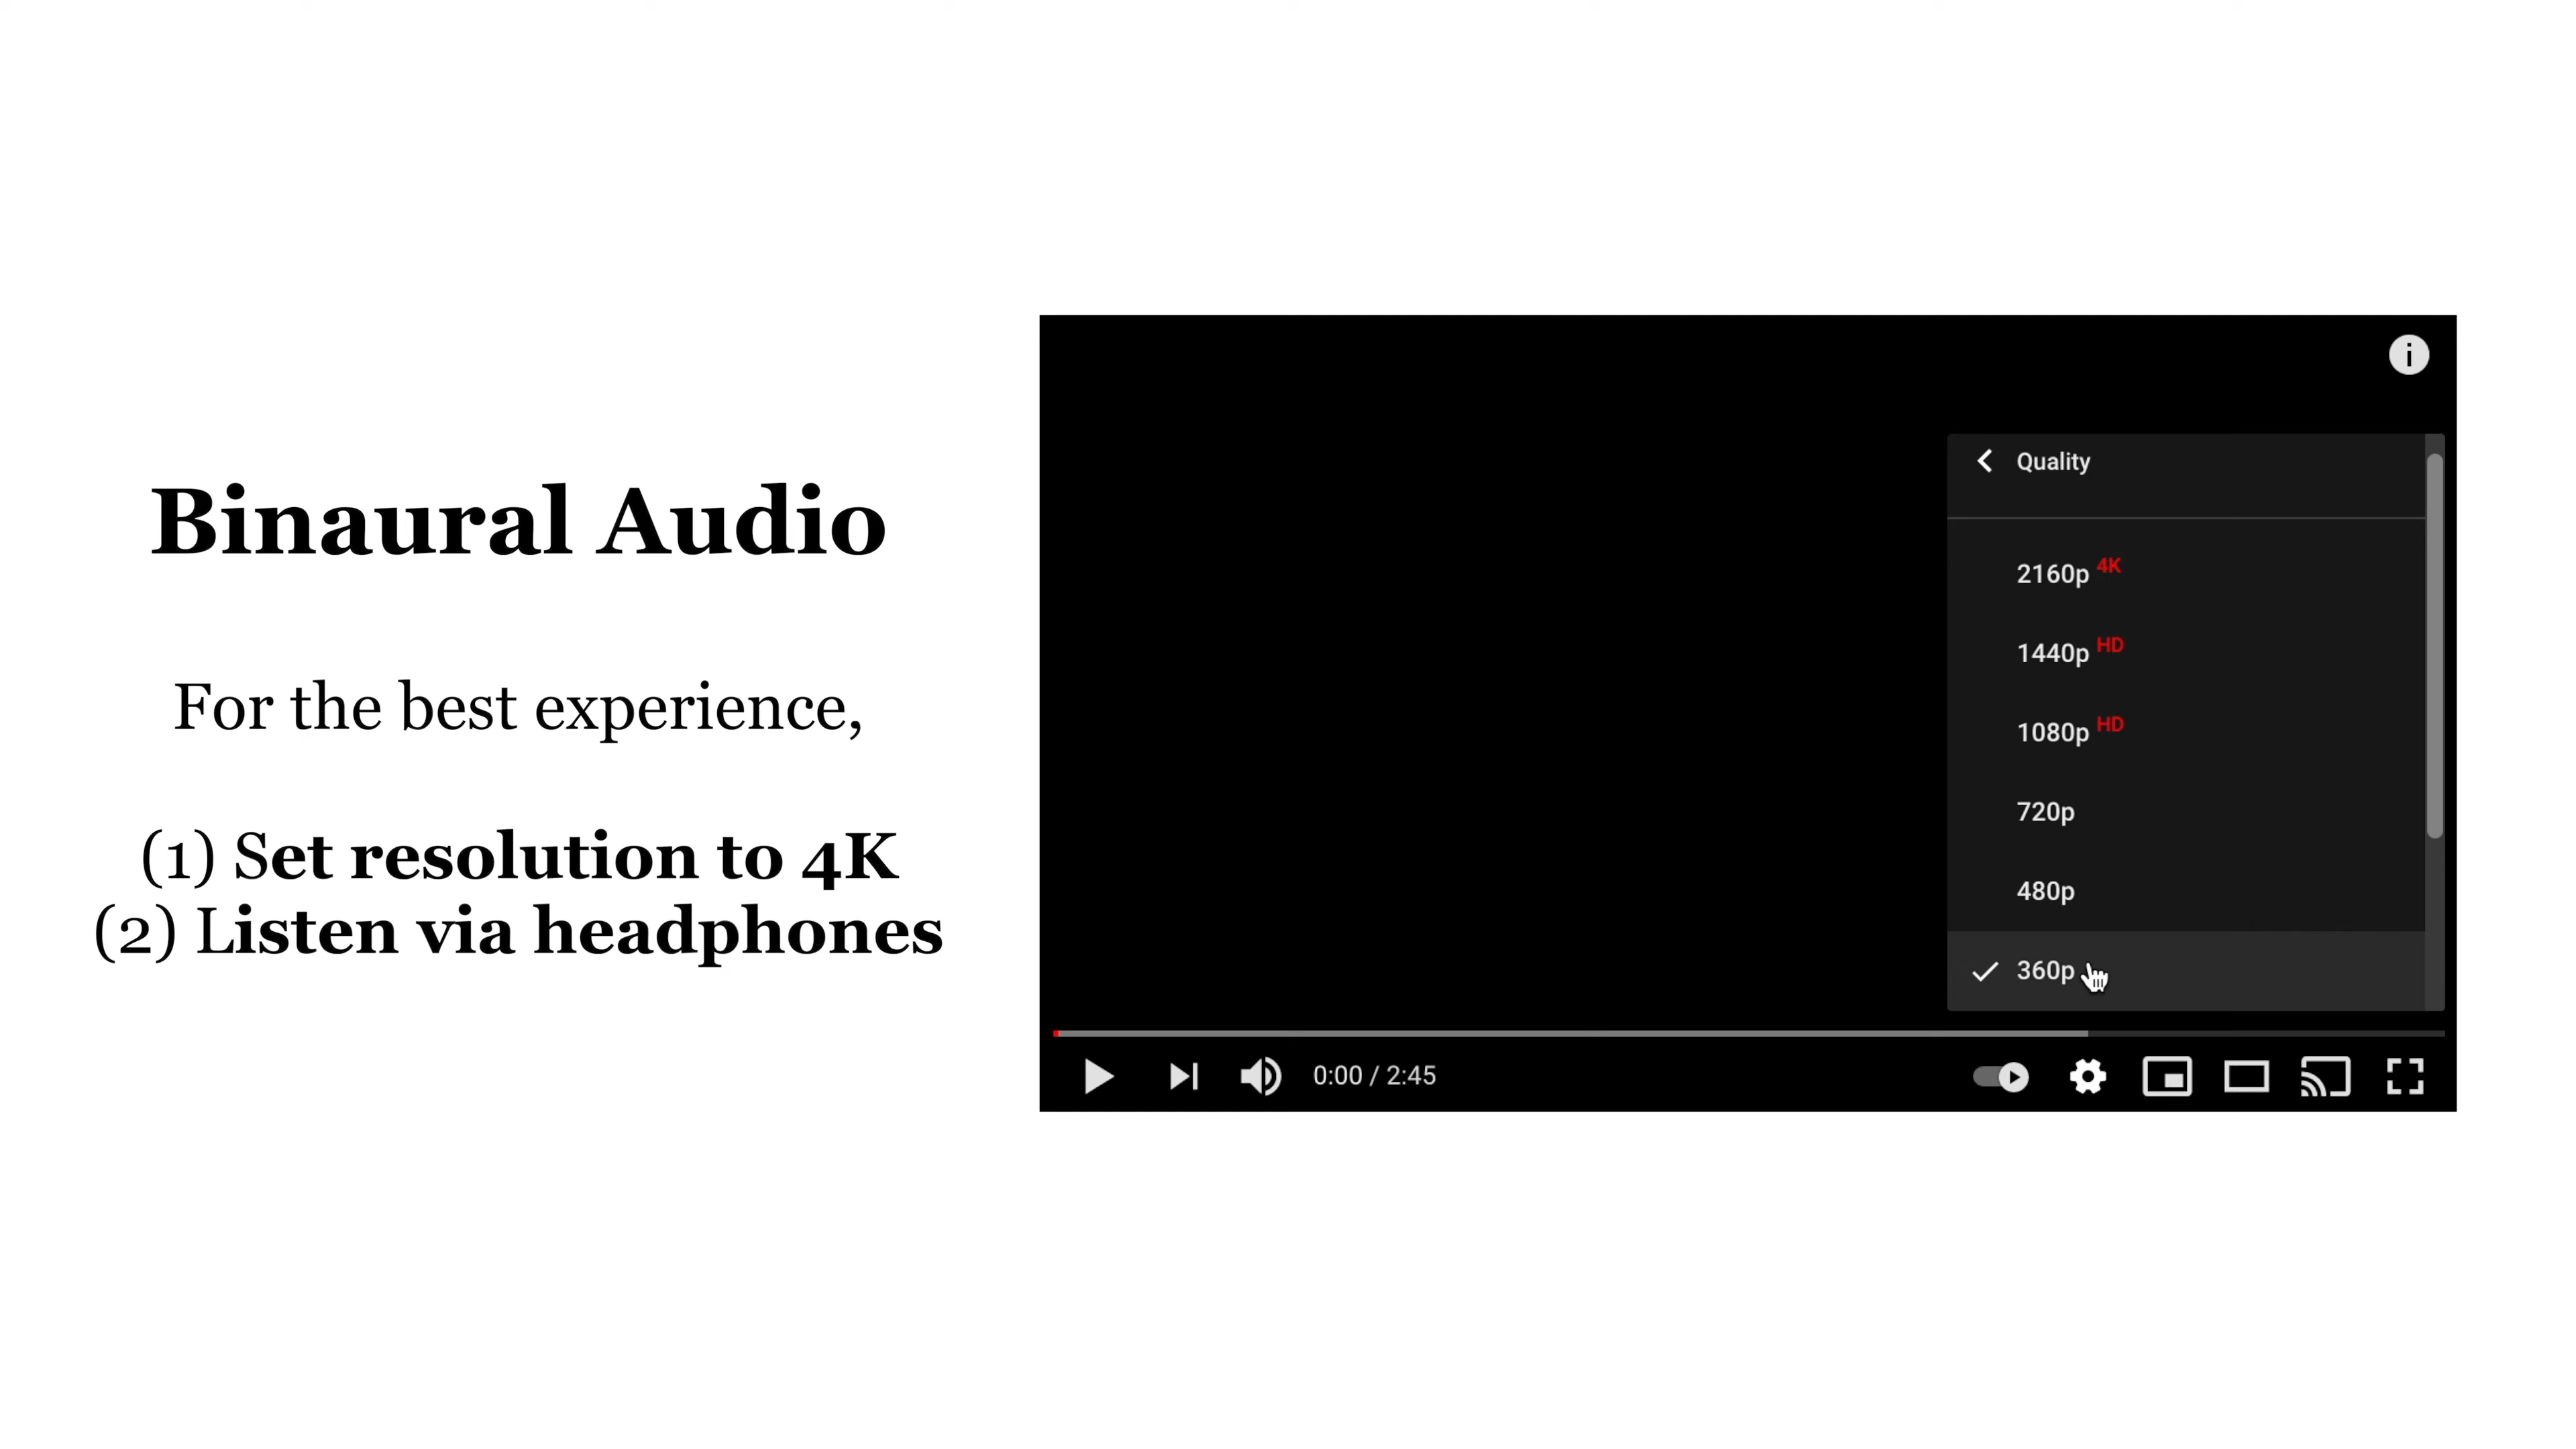 Binaural Audio
For the best experience,
(1) Set resolution to 4K
(2) Listen via headphones
i
Quality
2160p 4K
1440p HD
1080p HD
720p
480p
360p
0:00 / 2:45